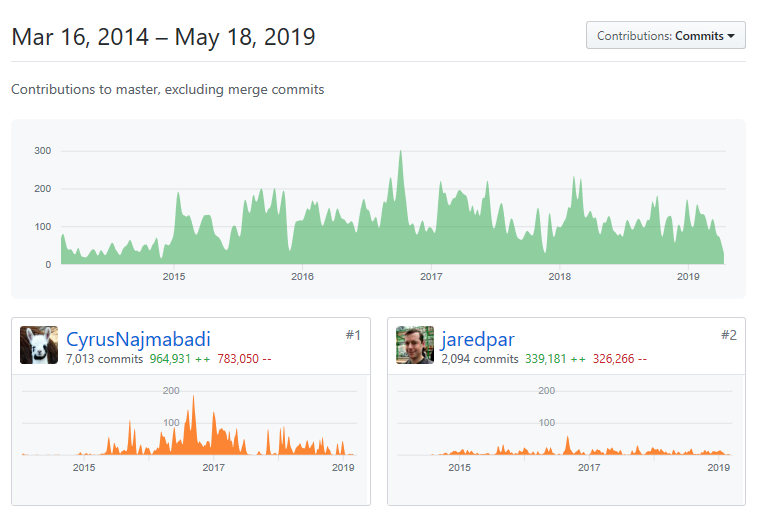 Mar 16, 2014 – May 18, 2019
Contributions: Commits
Contributions to master, excluding merge commits
300
200
100
0
2015 2016 2017 2018 2019
CyrusNajmabadi #1
7,013 commits 964,931 ++ 783,050 --
200
100
2015 2017 2019
jaredpar #2
2,094 commits 339,181 ++ 326,266 --
200
100
2015 2017 2019